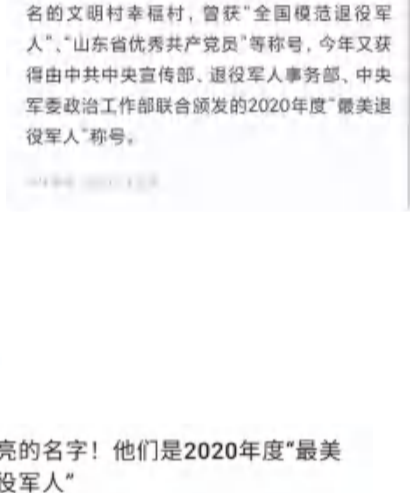 名的文明村幸福村，曾获“全国模范退役军
人”、“山东省优秀共产党员”等称号，今年又获
得由中共中央宣传部、退役军人事务部、中央
军委政治工作部联合颁发的2020年度“最美退
役军人”称号。
亮的名字！他们是2020年度“最美
役军人”